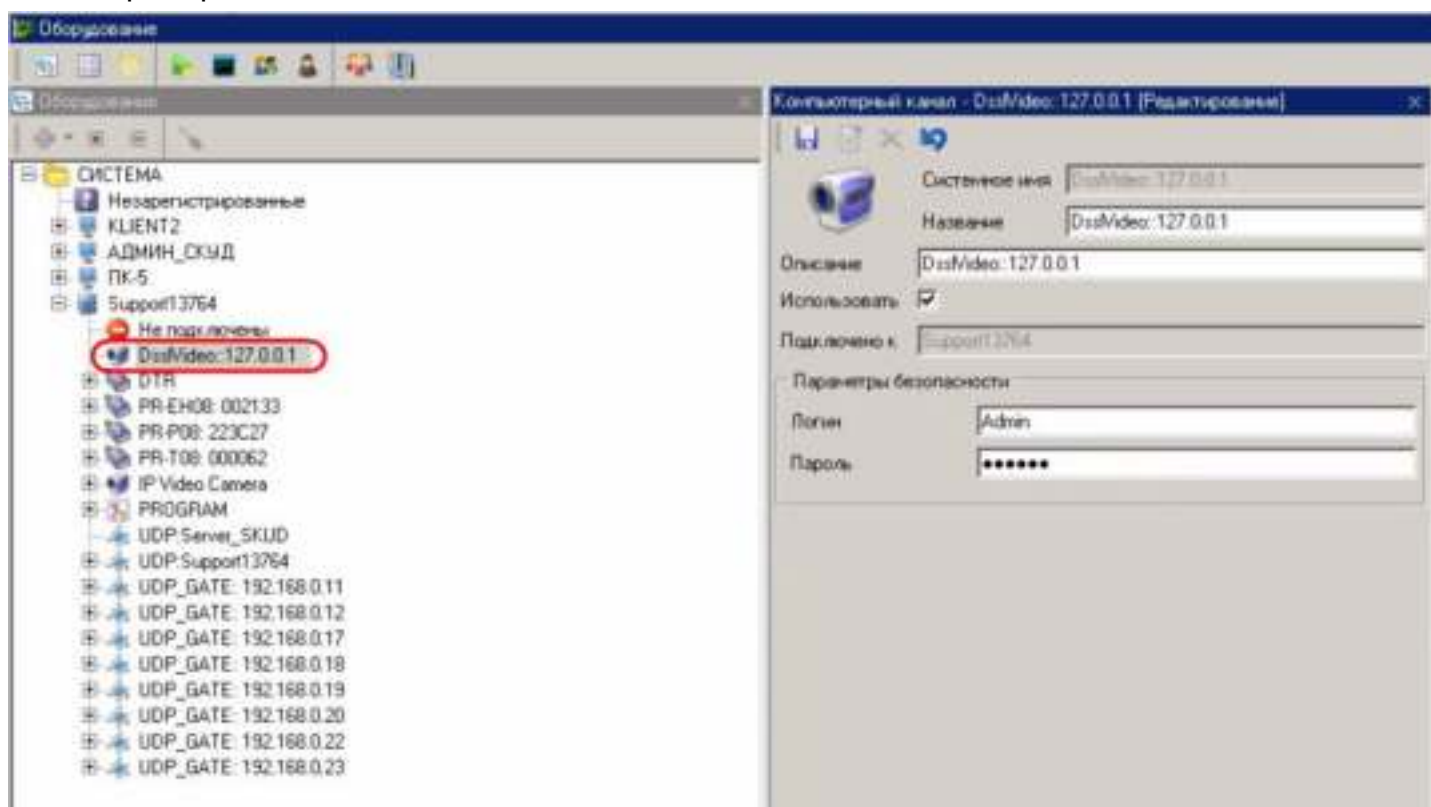 Оборудование
Оборудование
СИСТЕМА
Незарегистрированные
KLIENT2
АДМИН_СКУД
ПК-5
Support13764
Не подключены
DssVideo::127.0.0.1
DTR
PR-EH08: 002133
PR-P08: 223C27
PR-T08: 000062
IP Video Camera
PROGRAM
UDP:Server_SKUD
UDP:Support13764
UDP_GATE: 192.168.0.11
UDP_GATE: 192.168.0.12
UDP_GATE: 192.168.0.17
UDP_GATE: 192.168.0.18
UDP_GATE: 192.168.0.19
UDP_GATE: 192.168.0.20
UDP_GATE: 192.168.0.22
UDP_GATE: 192.168.0.23
Компьютерный канал - DssVideo::127.0.0.1 [Редактирование]
Системное имя DssVideo::127.0.0.1
Название DssVideo::127.0.0.1
Описание DssVideo::127.0.0.1
Использовать
Подключено к Support13764
Параметры безопасности
Логин Admin
Пароль ••••••